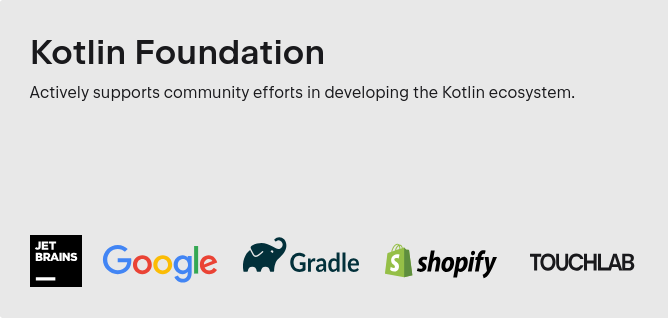 Kotlin Foundation
Actively supports community efforts in developing the Kotlin ecosystem.
JET
BRAINS
Google
Gradle
shopify
TOUCHLAB